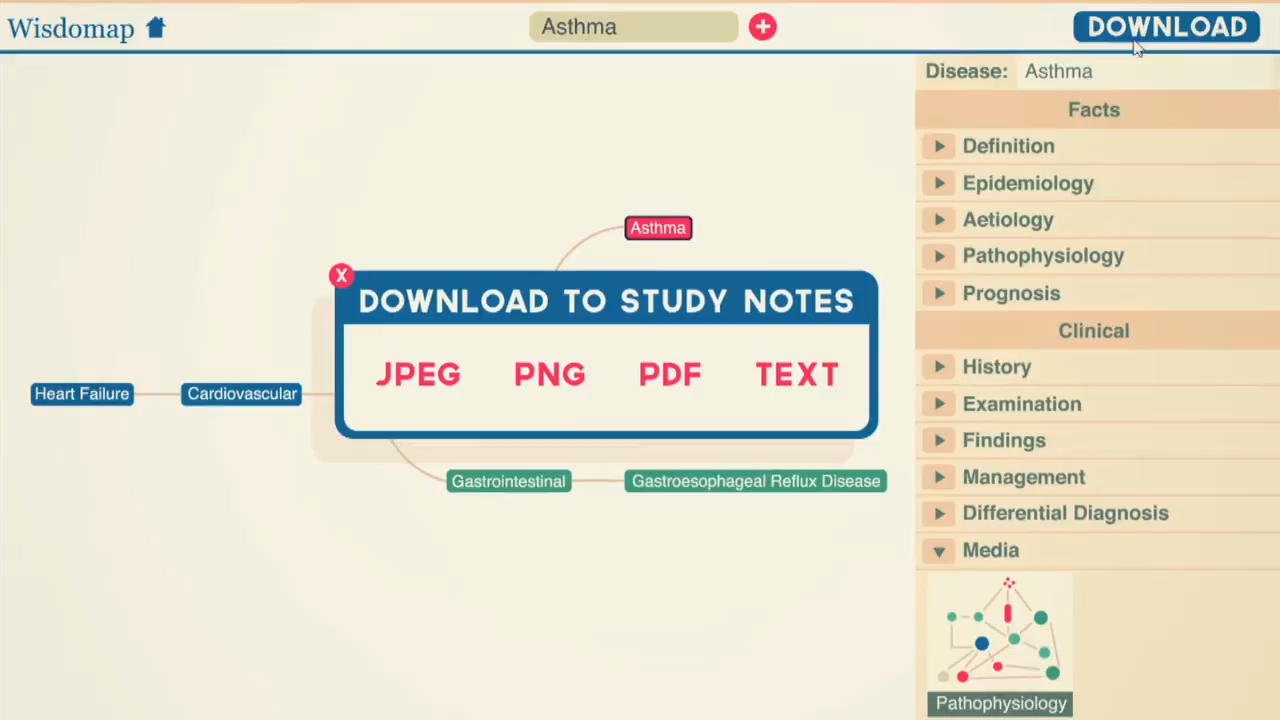 Wisdomap
Asthma
DOWNLOAD
Disease: Asthma
Facts
Definition
Epidemiology
Aetiology
Pathophysiology
Prognosis
Clinical
History
Examination
Findings
Management
Differential Diagnosis
Media
Pathophysiology
Asthma
X
DOWNLOAD TO STUDY NOTES
JPEG PNG PDF TEXT
Heart Failure
Cardiovascular
Gastrointestinal
Gastroesophageal Reflux Disease